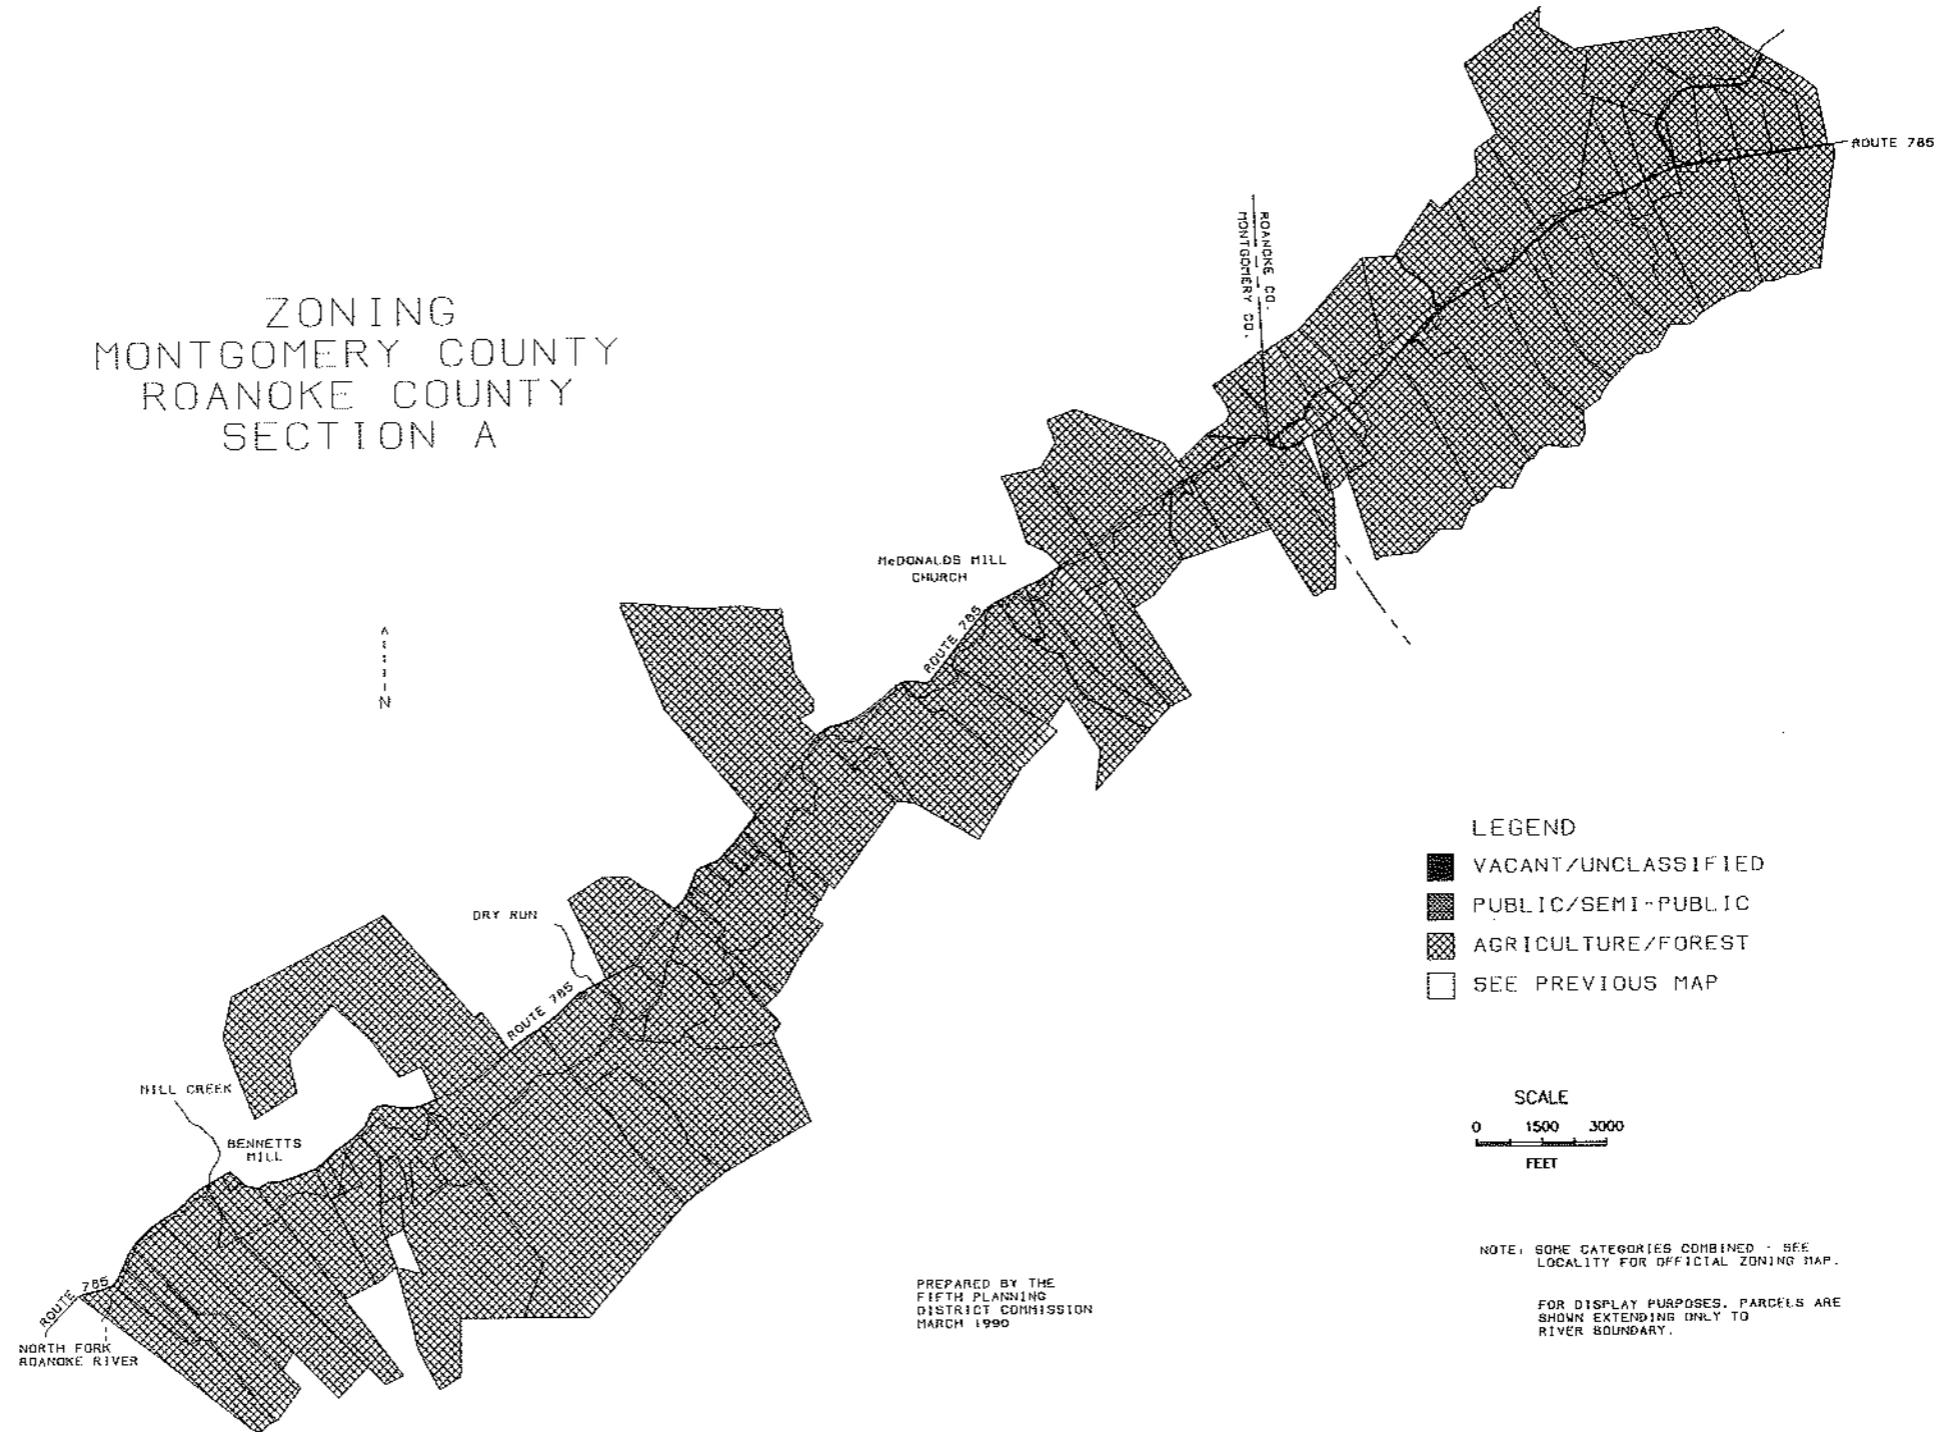 ZONING
MONTGOMERY COUNTY
ROANOKE COUNTY
SECTION A
ROUTE 785
ROANOKE CO.
MONTGOMERY CO.
McDONALDS MILL
CHURCH
ROUTE 785
N
DRY RUN
ROUTE 785
MILL CREEK
BENNETTS
MILL
ROUTE 785
NORTH FORK
ROANOKE RIVER
LEGEND
VACANT/UNCLASSIFIED
PUBLIC/SEMI-PUBLIC
AGRICULTURE/FOREST
SEE PREVIOUS MAP
SCALE
0 1500 3000
FEET
NOTE: SOME CATEGORIES COMBINED - SEE
LOCALITY FOR OFFICIAL ZONING MAP.
FOR DISPLAY PURPOSES, PARCELS ARE
SHOWN EXTENDING ONLY TO
RIVER BOUNDARY.
PREPARED BY THE
FIFTH PLANNING
DISTRICT COMMISSION
MARCH 1990